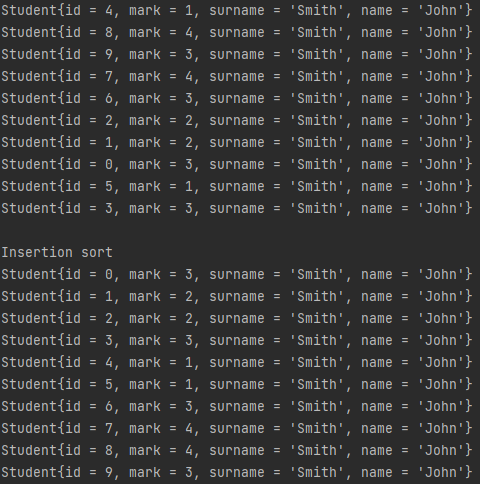 Student{id = 4, mark = 1, surname = 'Smith', name = 'John'}
Student{id = 8, mark = 4, surname = 'Smith', name = 'John'}
Student{id = 9, mark = 3, surname = 'Smith', name = 'John'}
Student{id = 7, mark = 4, surname = 'Smith', name = 'John'}
Student{id = 6, mark = 3, surname = 'Smith', name = 'John'}
Student{id = 2, mark = 2, surname = 'Smith', name = 'John'}
Student{id = 1, mark = 2, surname = 'Smith', name = 'John'}
Student{id = 0, mark = 3, surname = 'Smith', name = 'John'}
Student{id = 5, mark = 1, surname = 'Smith', name = 'John'}
Student{id = 3, mark = 3, surname = 'Smith', name = 'John'}

Insertion sort
Student{id = 0, mark = 3, surname = 'Smith', name = 'John'}
Student{id = 1, mark = 2, surname = 'Smith', name = 'John'}
Student{id = 2, mark = 2, surname = 'Smith', name = 'John'}
Student{id = 3, mark = 3, surname = 'Smith', name = 'John'}
Student{id = 4, mark = 1, surname = 'Smith', name = 'John'}
Student{id = 5, mark = 1, surname = 'Smith', name = 'John'}
Student{id = 6, mark = 3, surname = 'Smith', name = 'John'}
Student{id = 7, mark = 4, surname = 'Smith', name = 'John'}
Student{id = 8, mark = 4, surname = 'Smith', name = 'John'}
Student{id = 9, mark = 3, surname = 'Smith', name = 'John'}